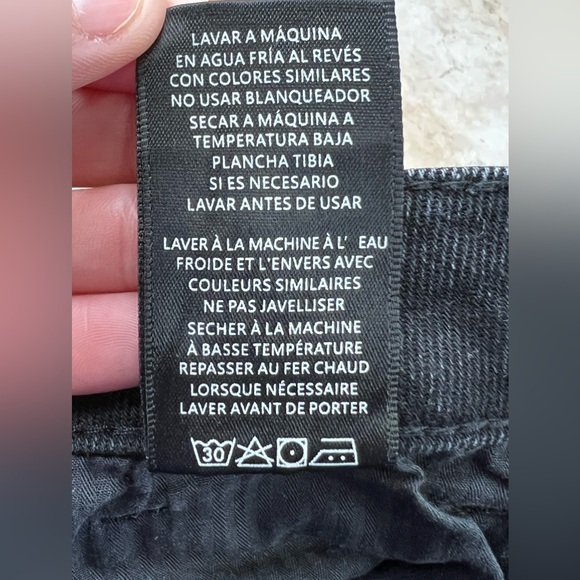 LAVAR A MÁQUINA
EN AGUA FRÍA AL REVÉS
CON COLORES SIMILARES
NO USAR BLANQUEADOR
SECAR A MÁQUINA A
TEMPERATURA BAJA
PLANCHA TIBIA
SI ES NECESARIO
LAVAR ANTES DE USAR
LAVER À LA MACHINE À L' EAU
FROIDE ET L'ENVERS AVEC
COULEURS SIMILAIRES
NE PAS JAVELLISER
SECHER À LA MACHINE
À BASSE TEMPÉRATURE
REPASSER AU FER CHAUD
LORSQUE NÉCESSAIRE
LAVER AVANT DE PORTER
30